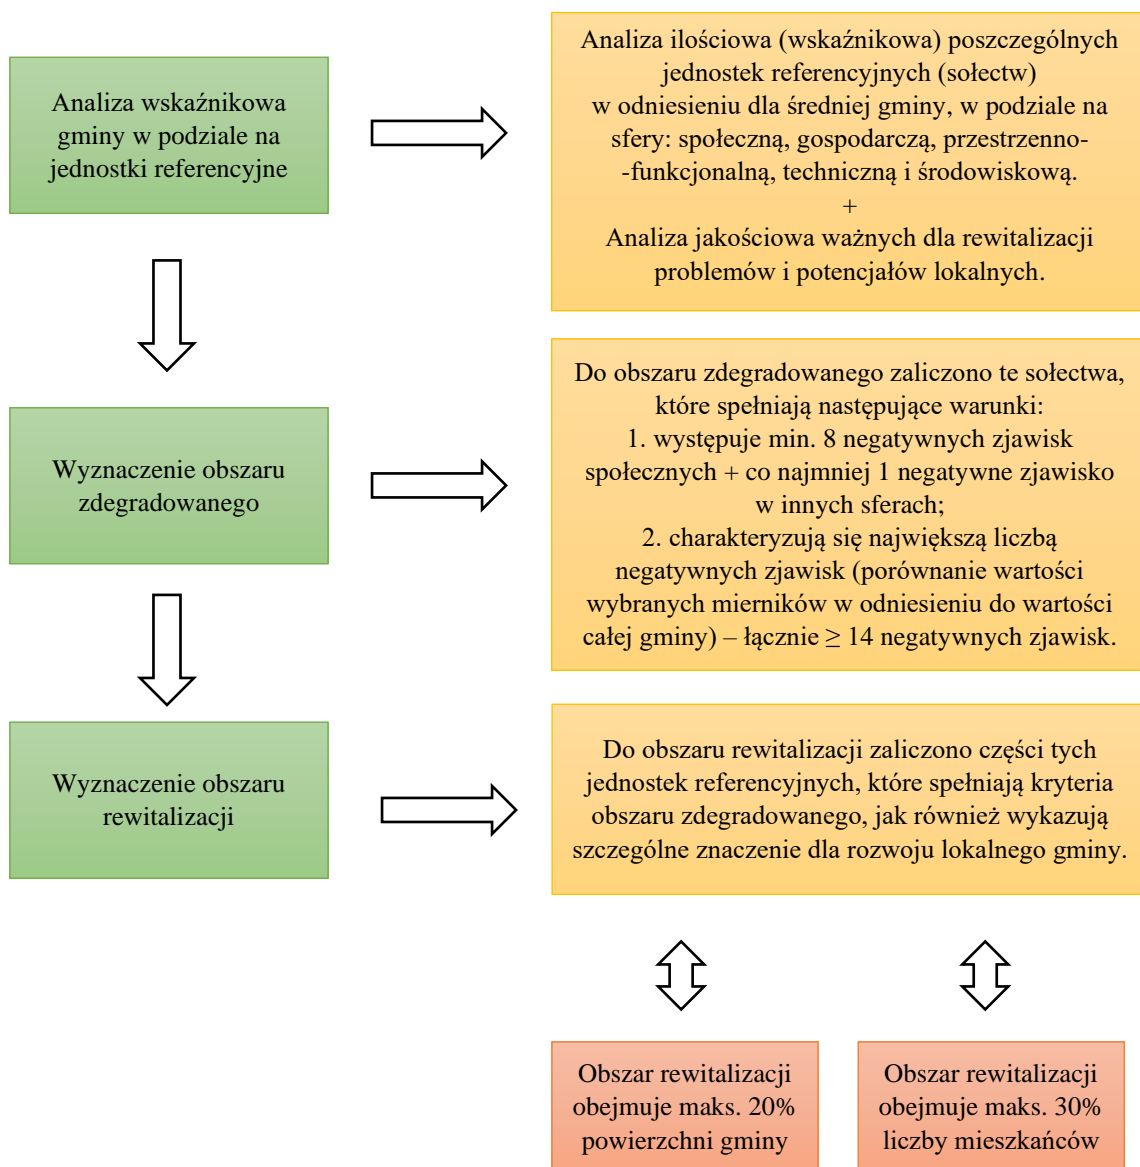 Analiza wskaźnikowa
gminy w podziale na
jednostki referencyjne
Analiza ilościowa (wskaźnikowa) poszczególnych
jednostek referencyjnych (sołectw)
w odniesieniu dla średniej gminy, w podziale na
sfery: społeczną, gospodarczą, przestrzenno-
-funkcjonalną, techniczną i środowiskową.
+
Analiza jakościowa ważnych dla rewitalizacji
problemów i potencjałów lokalnych.
Wyznaczenie obszaru
zdegradowanego
Do obszaru zdegradowanego zaliczono te sołectwa,
które spełniają następujące warunki:
1. występuje min. 8 negatywnych zjawisk
społecznych + co najmniej 1 negatywne zjawisko
w innych sferach;
2. charakteryzują się największą liczbą
negatywnych zjawisk (porównanie wartości
wybranych mierników w odniesieniu do wartości
całej gminy) – łącznie ≥ 14 negatywnych zjawisk.
Wyznaczenie obszaru
rewitalizacji
Do obszaru rewitalizacji zaliczono części tych
jednostek referencyjnych, które spełniają kryteria
obszaru zdegradowanego, jak również wykazują
szczególne znaczenie dla rozwoju lokalnego gminy.
Obszar rewitalizacji
obejmuje maks. 20%
powierzchni gminy
Obszar rewitalizacji
obejmuje maks. 30%
liczby mieszkańców